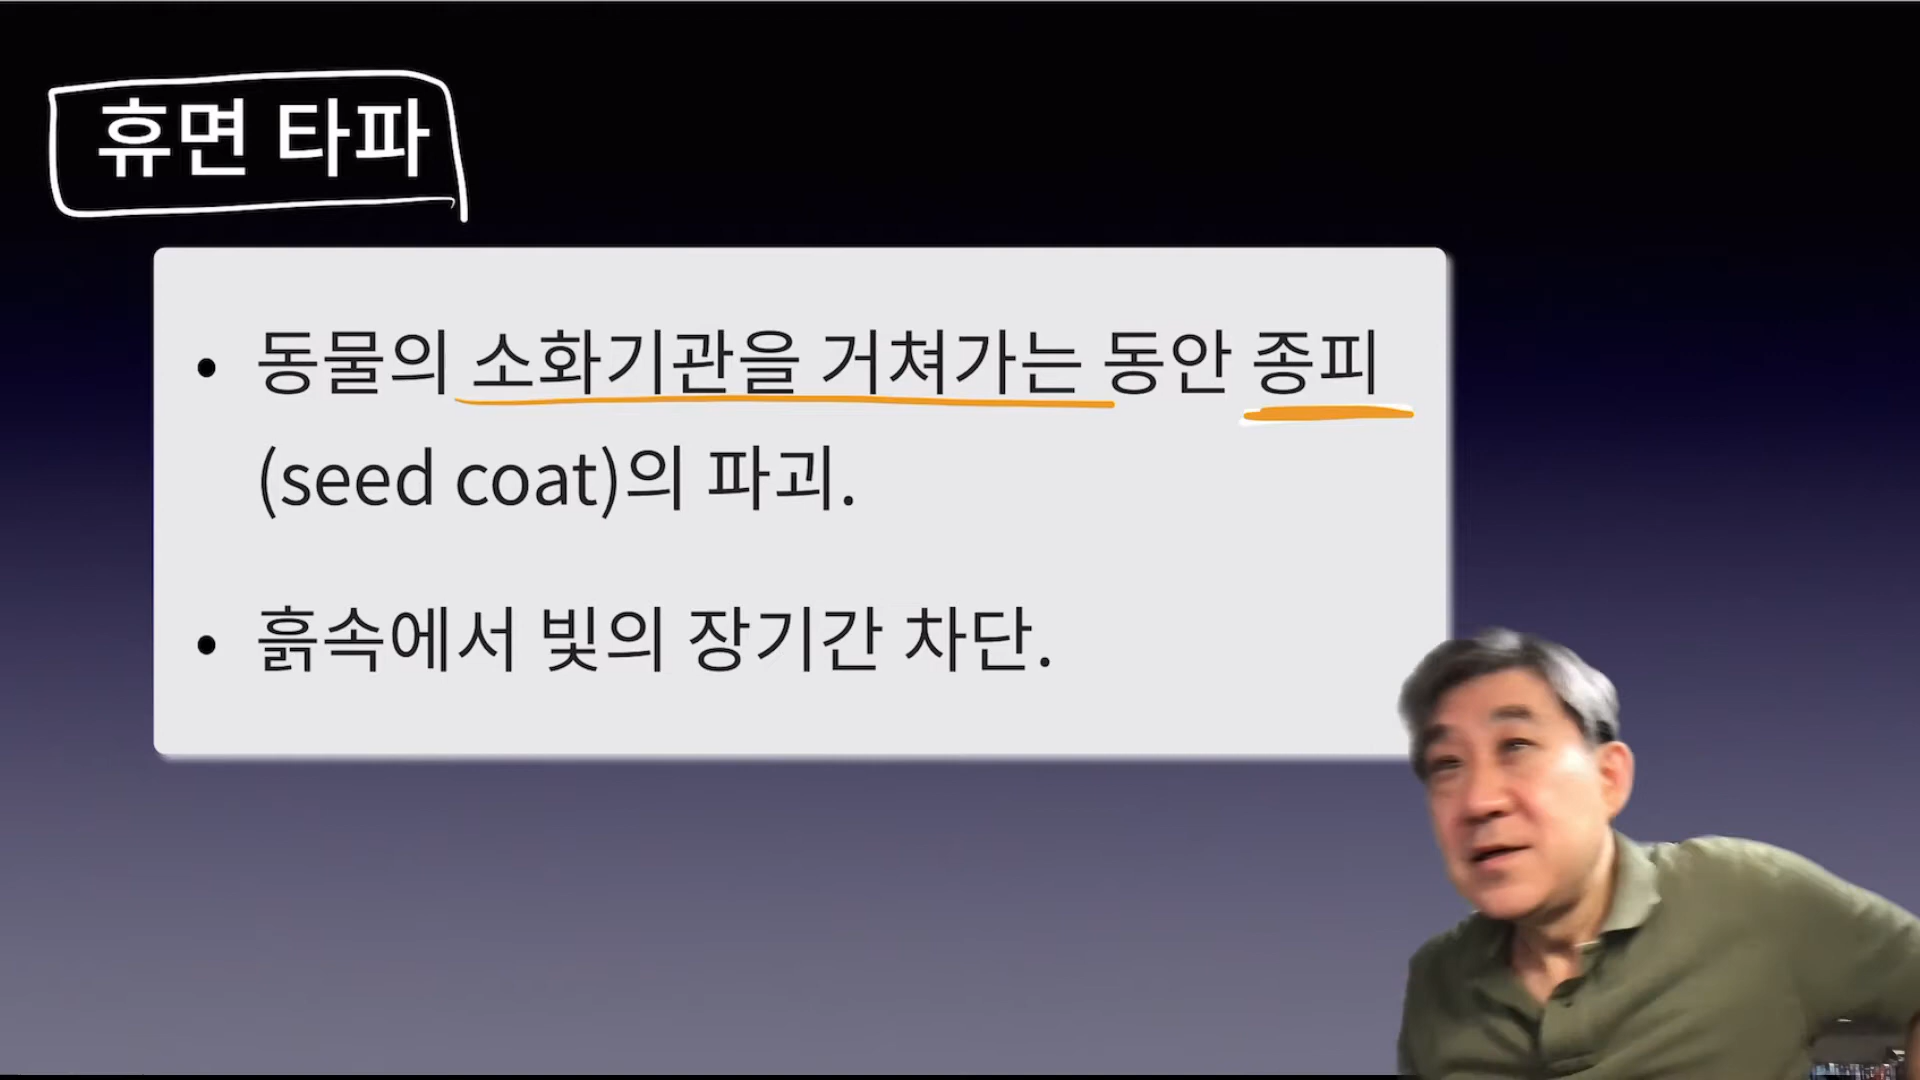 휴면 타파
• 동물의 소화기관을 거쳐가는 동안 종피
(seed coat)의 파괴.
• 흙속에서 빛의 장기간 차단.